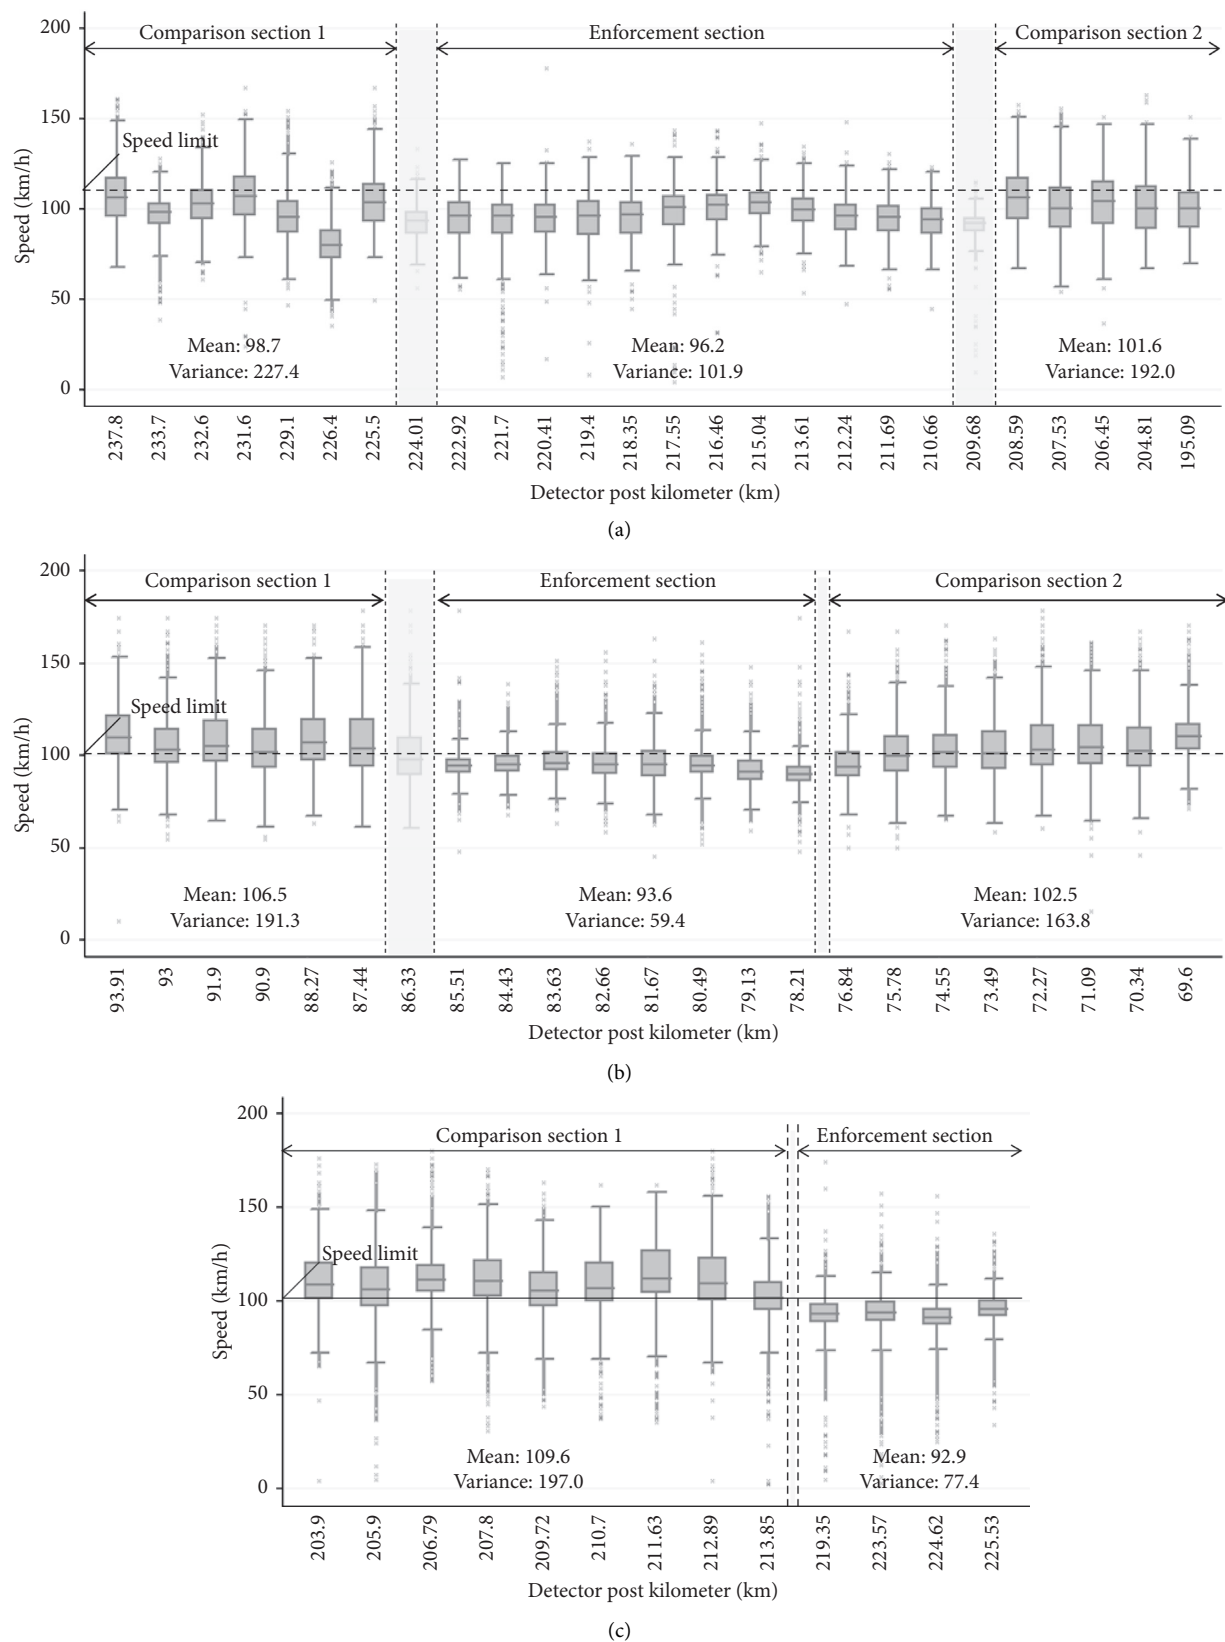 200
Comparison section 1
Enforcement section
Comparison section 2
150
Speed limit
100
50
0
Speed (km/h)
Mean: 98.7
Variance: 227.4
Mean: 96.2
Variance: 101.9
Mean: 101.6
Variance: 192.0
237.8
233.7
232.6
231.6
229.1
226.4
225.5
224.01
222.92
221.7
220.41
219.4
218.35
217.55
216.46
215.04
213.61
212.24
211.69
210.66
209.68
208.59
207.53
206.45
204.81
195.09
Detector post kilometer (km)
(a)
200
Comparison section 1
Enforcement section
Comparison section 2
150
Speed limit
100
50
0
Speed (km/h)
Mean: 106.5
Variance: 191.3
Mean: 93.6
Variance: 59.4
Mean: 102.5
Variance: 163.8
93.91
93
91.9
90.9
88.27
87.44
86.33
85.51
84.43
83.63
82.66
81.67
80.49
79.13
78.21
76.84
75.78
74.55
73.49
72.27
71.09
70.34
69.6
Detector post kilometer (km)
(b)
200
Comparison section 1
Enforcement section
150
Speed limit
100
50
0
Speed (km/h)
Mean: 109.6
Variance: 197.0
Mean: 92.9
Variance: 77.4
203.9
205.9
206.79
207.8
209.72
210.7
211.63
212.89
213.85
219.35
223.57
224.62
225.53
Detector post kilometer (km)
(c)